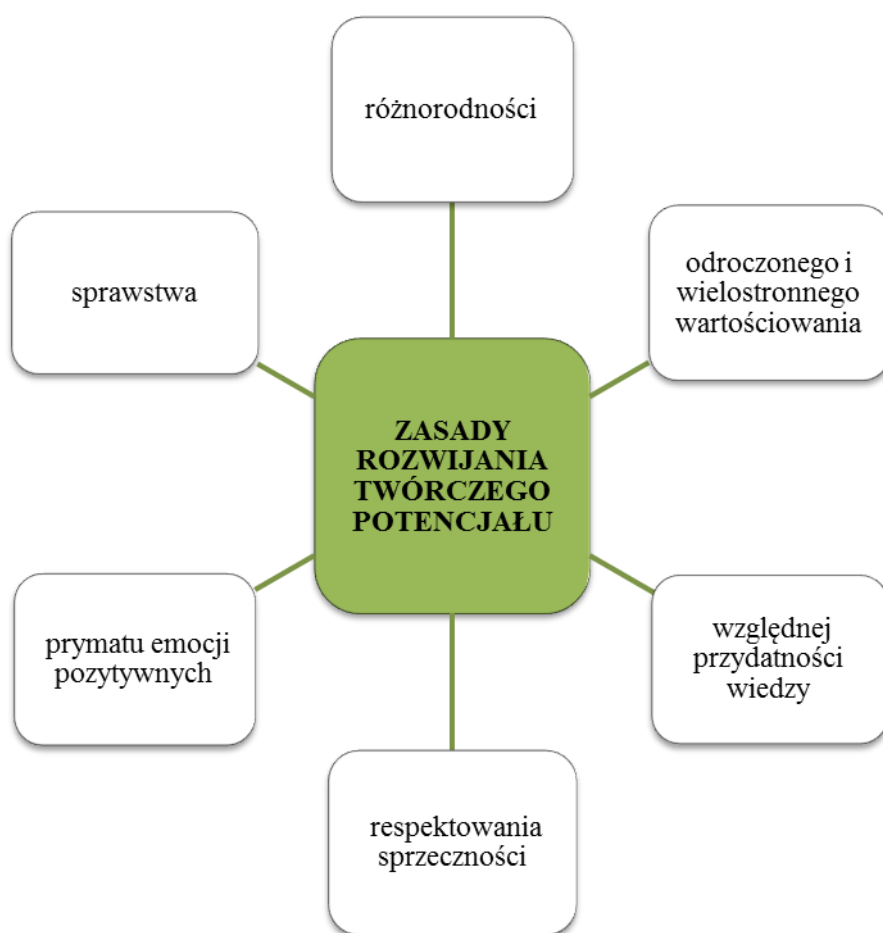 różnorodności
odroczonego i
wielostronnego
wartościowania
sprawstwa
ZASADY
ROZWIJANIA
TWÓRCZEGO
POTENCJAŁU
względnej
przydatności
wiedzy
prymatu emocji
pozytywnych
respektowania
sprzeczności